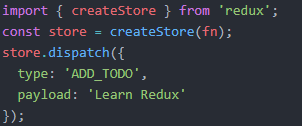 import { createStore } from 'redux';
const store = createStore(fn);
store.dispatch({
  type: 'ADD_TODO',
  payload: 'Learn Redux'
});